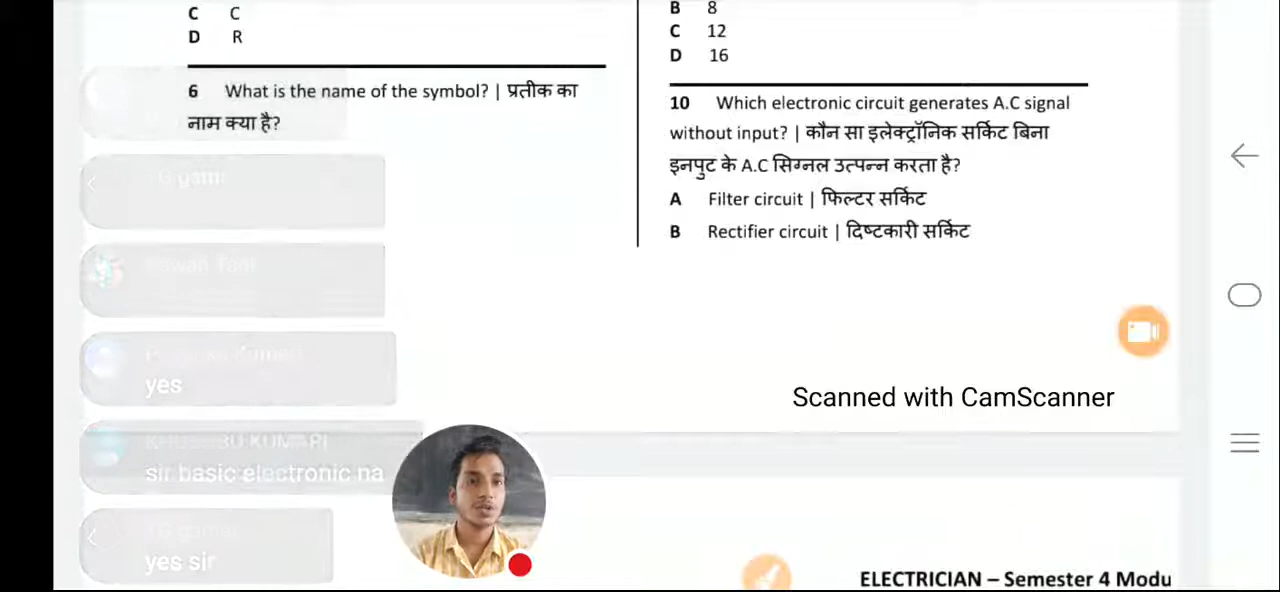 C C
D R
6 What is the name of the symbol? | प्रतीक का
नाम क्या है?
B 8
C 12
D 16
10 Which electronic circuit generates A.C signal
without input? | कौन सा इलेक्ट्रॉनिक सर्किट बिना
इनपुट के A.C सिग्नल उत्पन्न करता है?
A Filter circuit | फिल्टर सर्किट
B Rectifier circuit | दिष्टकारी सर्किट
yes
KUMARI
sir basic electronic na
yes sir
Scanned with CamScanner
ELECTRICIAN – Semester 4 Modu